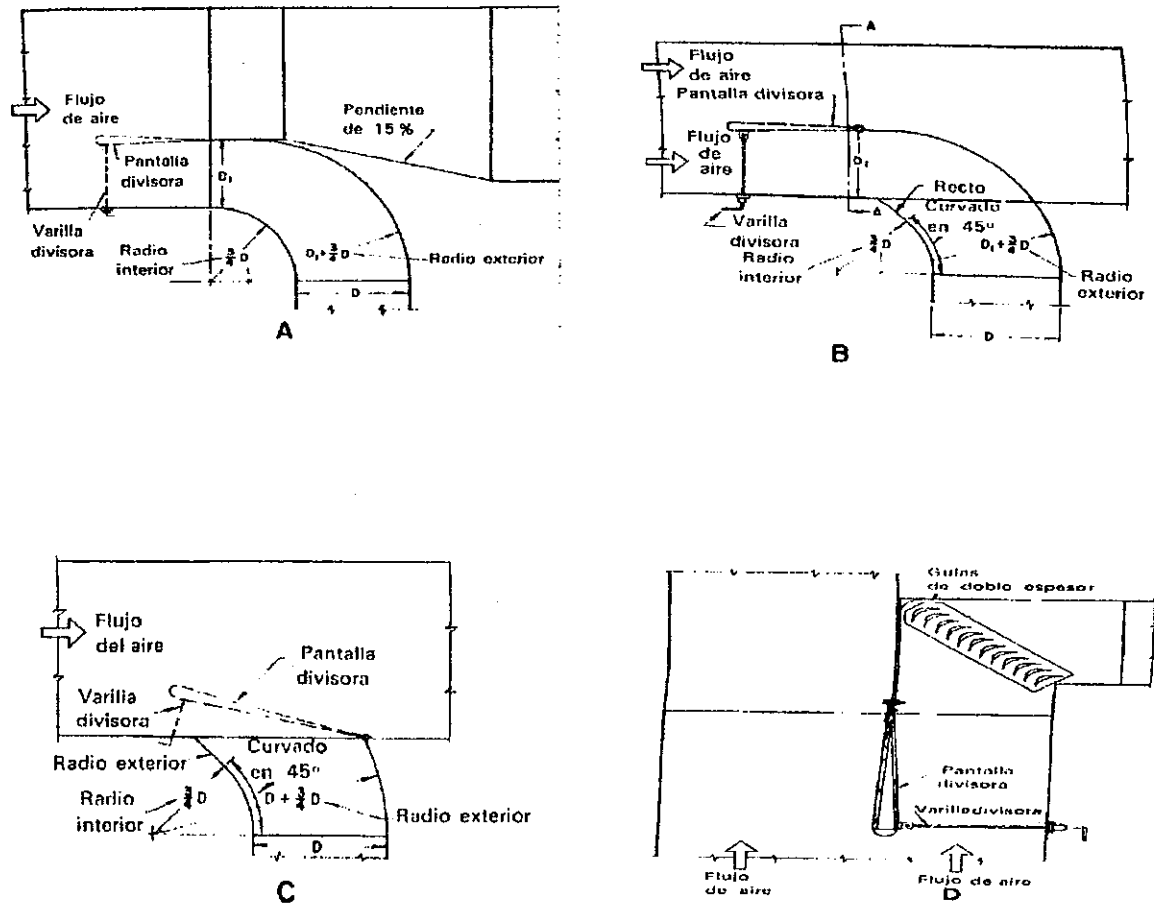 Flujo
de aire
Pantalla
divisora
Varilla
divisora
D₁
Pendiente
de 15%
Radio
interior
3/4 D
D₁ + 3/4 D
Radio exterior
D
A
A
Flujo
de aire
Pantalla divisora
Flujo
de
aire
D₁
A
Varilla
divisora
Radio
interior
3/4 D
Recto
Curvado
en 45º
D₁ + 3/4 D
Radio
exterior
D
B
Flujo
del aire
Pantalla
divisora
Varilla
divisora
Radio exterior
Curvado
en 45º
Radio
interior
3/4 D
D + 3/4 D
Radio exterior
D
C
Guias
de doble espesor
Pantalla
divisora
Varilla divisora
Flujo
de aire
Flujo de aire
D